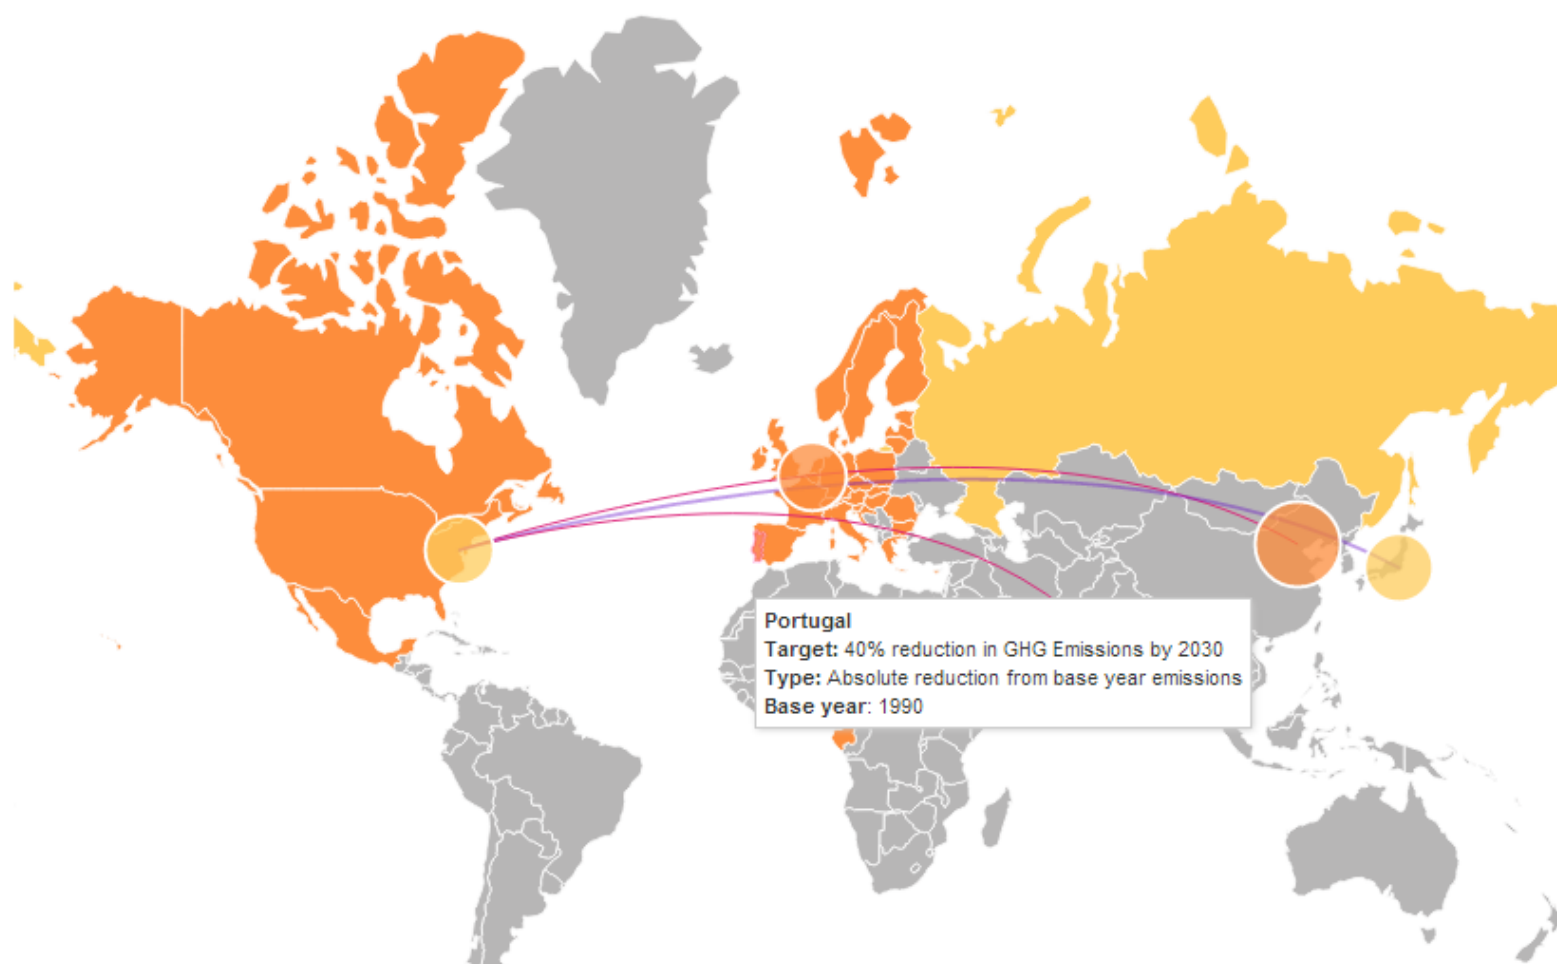 Portugal
Target: 40% reduction in GHG Emissions by 2030
Type: Absolute reduction from base year emissions
Base year: 1990